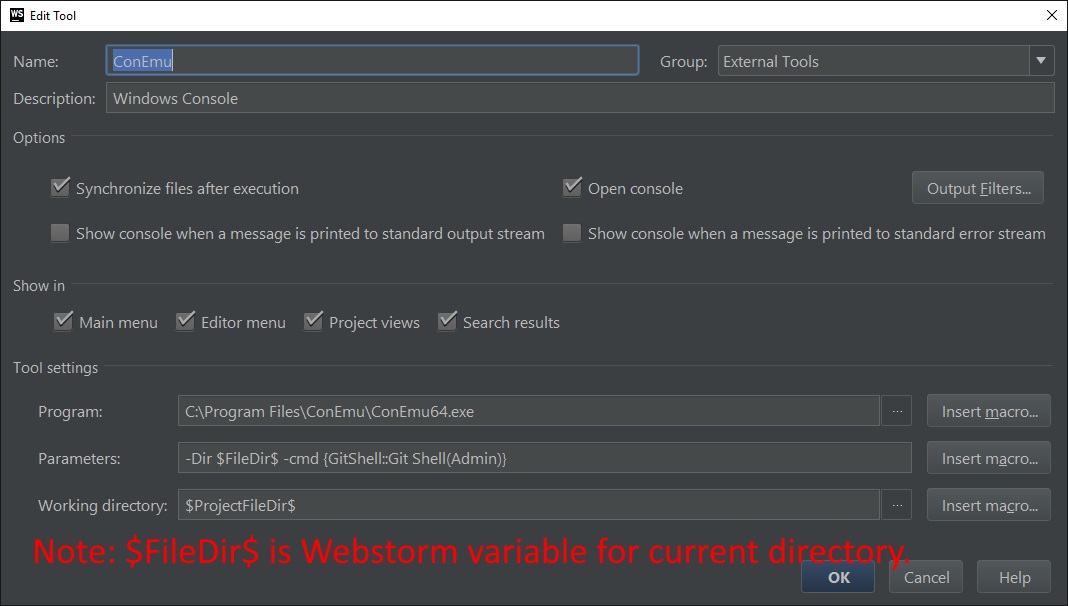 WS Edit Tool
Name: ConEmu Group: External Tools
Description: Windows Console
Options
Synchronize files after execution Open console Output Filters...
Show console when a message is printed to standard output stream Show console when a message is printed to standard error stream
Show in
Main menu Editor menu Project views Search results
Tool settings
Program: C:\Program Files\ConEmu\ConEmu64.exe ... Insert macro...
Parameters: -Dir $FileDir$ -cmd {GitShell::Git Shell(Admin)} Insert macro...
Working directory: $ProjectFileDir$ ... Insert macro...
Note: $FileDir$ is Webstorm variable for current directory.
OK Cancel Help